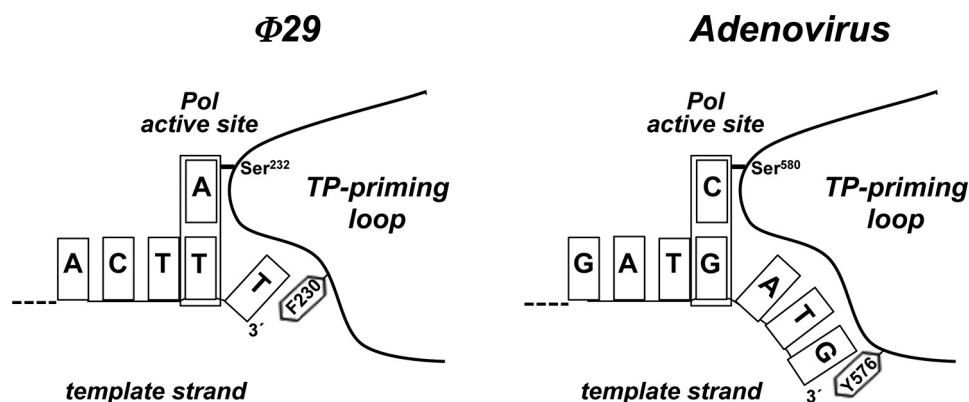 Φ29
Pol
active site
A
Ser232
TP-priming
loop
A C T T T
F230
3´
template strand
Adenovirus
Pol
active site
C
Ser580
TP-priming
loop
G A T G A T G
Y576
3´
template strand